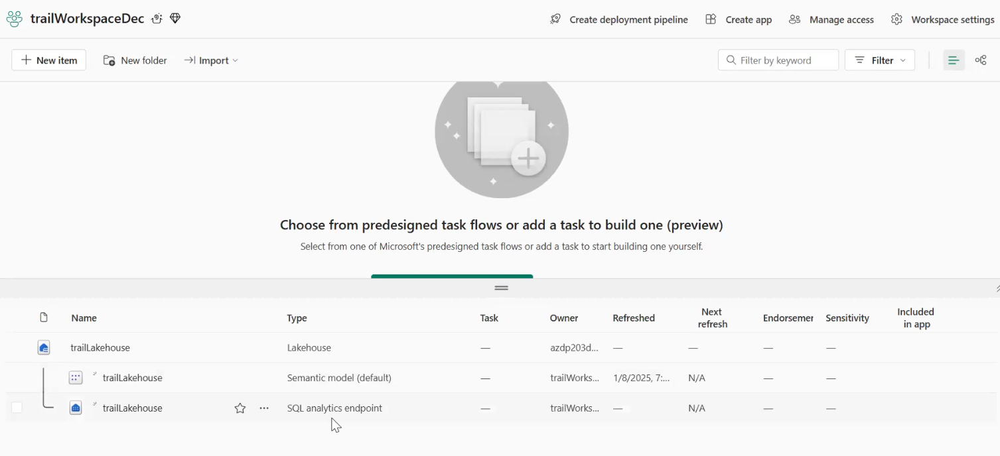 trailWorkspaceDec
Create deployment pipeline
Create app
Manage access
Workspace settings
New item
New folder
Import
Filter by keyword
Filter
Choose from predesigned task flows or add a task to build one (preview)
Select from one of Microsoft's predesigned task flows or add a task to start building one yourself.
Name Type Task Owner Refreshed Next refresh Endorsemer Sensitivity Included in app
trailLakehouse Lakehouse — azdp203d... — — — —
trailLakehouse Semantic model (default) — trailWorks... 1/8/2025, 7:... N/A — —
trailLakehouse SQL analytics endpoint — trailWorks... — N/A — —